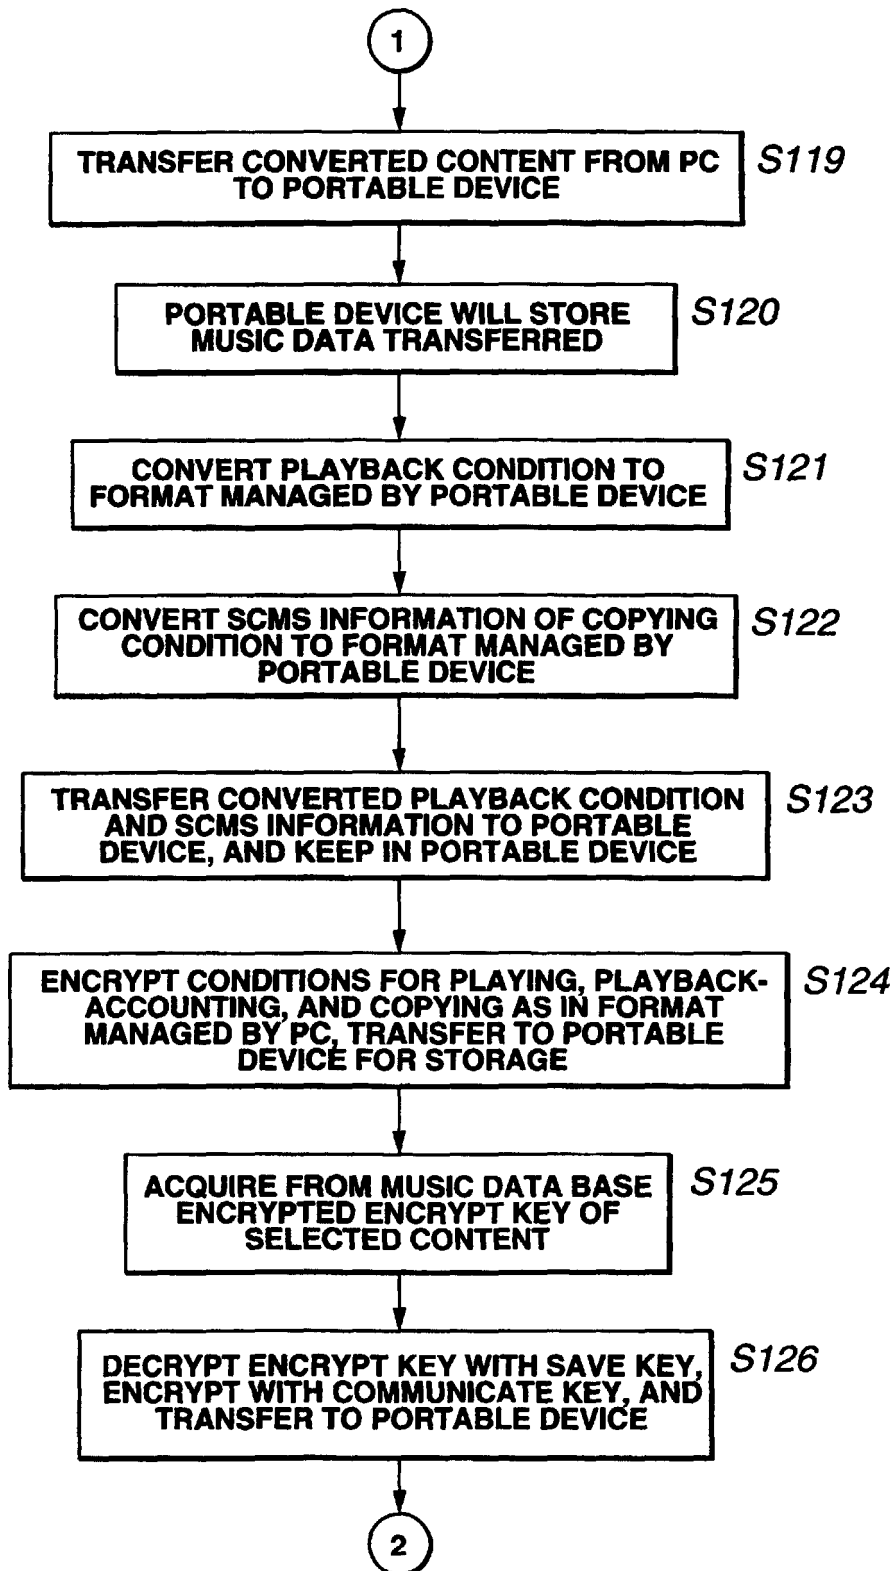 1
TRANSFER CONVERTED CONTENT FROM PC
TO PORTABLE DEVICE
S119
PORTABLE DEVICE WILL STORE
MUSIC DATA TRANSFERRED
S120
CONVERT PLAYBACK CONDITION TO
FORMAT MANAGED BY PORTABLE DEVICE
S121
CONVERT SCMS INFORMATION OF COPYING
CONDITION TO FORMAT MANAGED BY
PORTABLE DEVICE
S122
TRANSFER CONVERTED PLAYBACK CONDITION
AND SCMS INFORMATION TO PORTABLE
DEVICE, AND KEEP IN PORTABLE DEVICE
S123
ENCRYPT CONDITIONS FOR PLAYING, PLAYBACK-
ACCOUNTING, AND COPYING AS IN FORMAT
MANAGED BY PC, TRANSFER TO PORTABLE
DEVICE FOR STORAGE
S124
ACQUIRE FROM MUSIC DATA BASE
ENCRYPTED ENCRYPT KEY OF
SELECTED CONTENT
S125
DECRYPT ENCRYPT KEY WITH SAVE KEY,
ENCRYPT WITH COMMUNICATE KEY, AND
TRANSFER TO PORTABLE DEVICE
S126
2